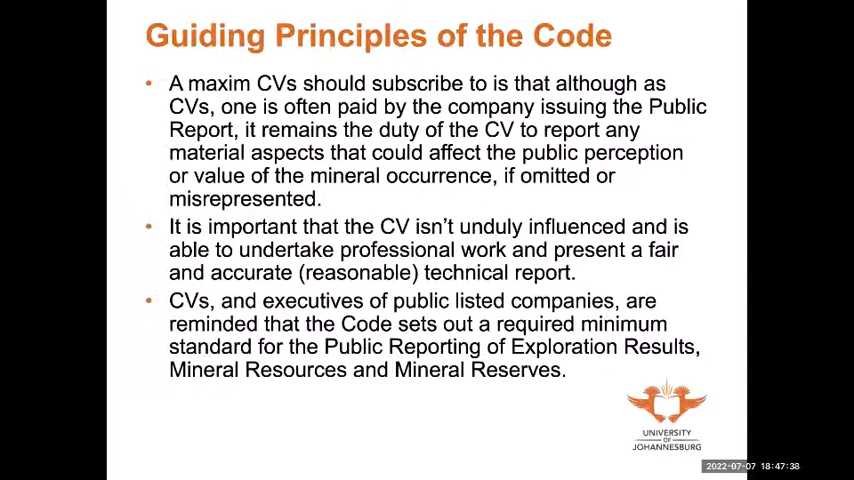 Guiding Principles of the Code
• A maxim CVs should subscribe to is that although as
CVs, one is often paid by the company issuing the Public
Report, it remains the duty of the CV to report any
material aspects that could affect the public perception
or value of the mineral occurrence, if omitted or
misrepresented.
• It is important that the CV isn't unduly influenced and is
able to undertake professional work and present a fair
and accurate (reasonable) technical report.
• CVs, and executives of public listed companies, are
reminded that the Code sets out a required minimum
standard for the Public Reporting of Exploration Results,
Mineral Resources and Mineral Reserves.
UNIVERSITY
OF
JOHANNESBURG
2022-07-07 18:47:38